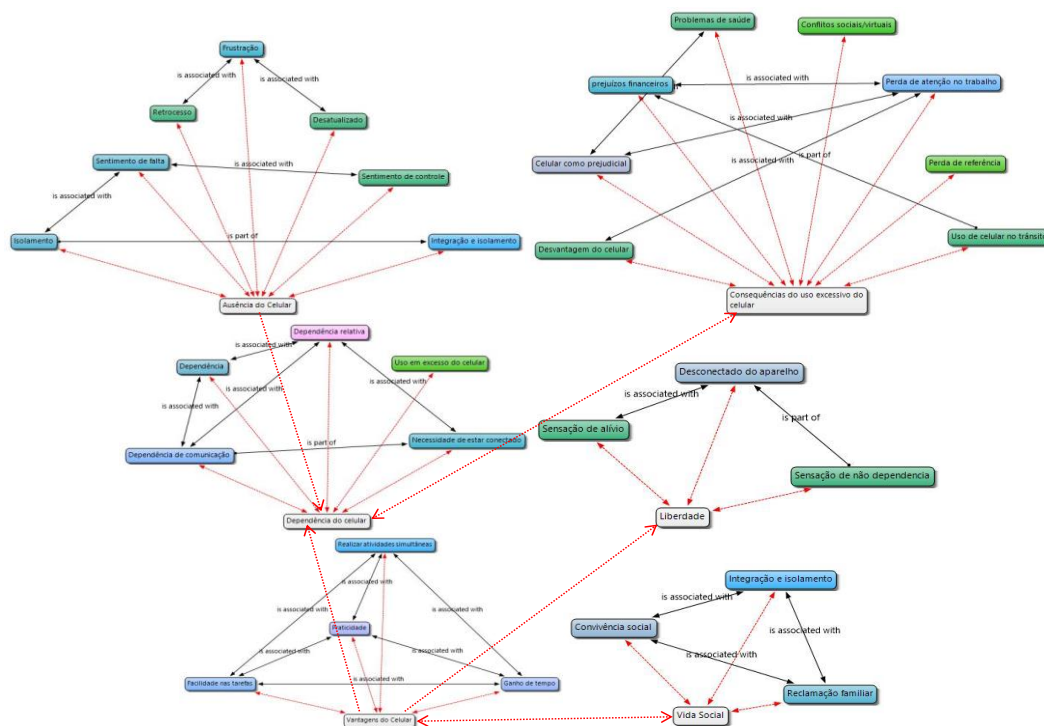 Problemas de saúde
Conflitos sociais/virtuais
Frustração
is associated with
is associated with
prejuízos financeiros
Perda de atenção no trabalho
Retrocesso
Desatualizado
is associated with
is associated with
Sentimento de falta
Celular como prejudicial
is part of
Perda de referência
Sentimento de controle
is associated with
Isolamento
is part of
Integração e isolamento
Desvantagem do celular
Uso de celular no trânsito
Ausência do Celular
Consequências do uso excessivo do
celular
Dependência relativa
is associated with
Dependência
Uso em excesso do celular
is associated with
is associated with
is associated with
Necessidade de estar conectado
is part of
Dependência de comunicação
Dependência do celular
Desconectado do aparelho
is associated with
is part of
Sensação de alívio
Sensação de não dependencia
Liberdade
Realizar atividades simultâneas
is associated with
is associated with
is associated with
Praticidade
is associated with
is associated with
is associated with
Facilidade nas tarefas
Ganho de tempo
Vantagens do Celular
Integração e isolamento
is associated with
Convivência social
is associated with
is associated with
Reclamação familiar
Vida Social